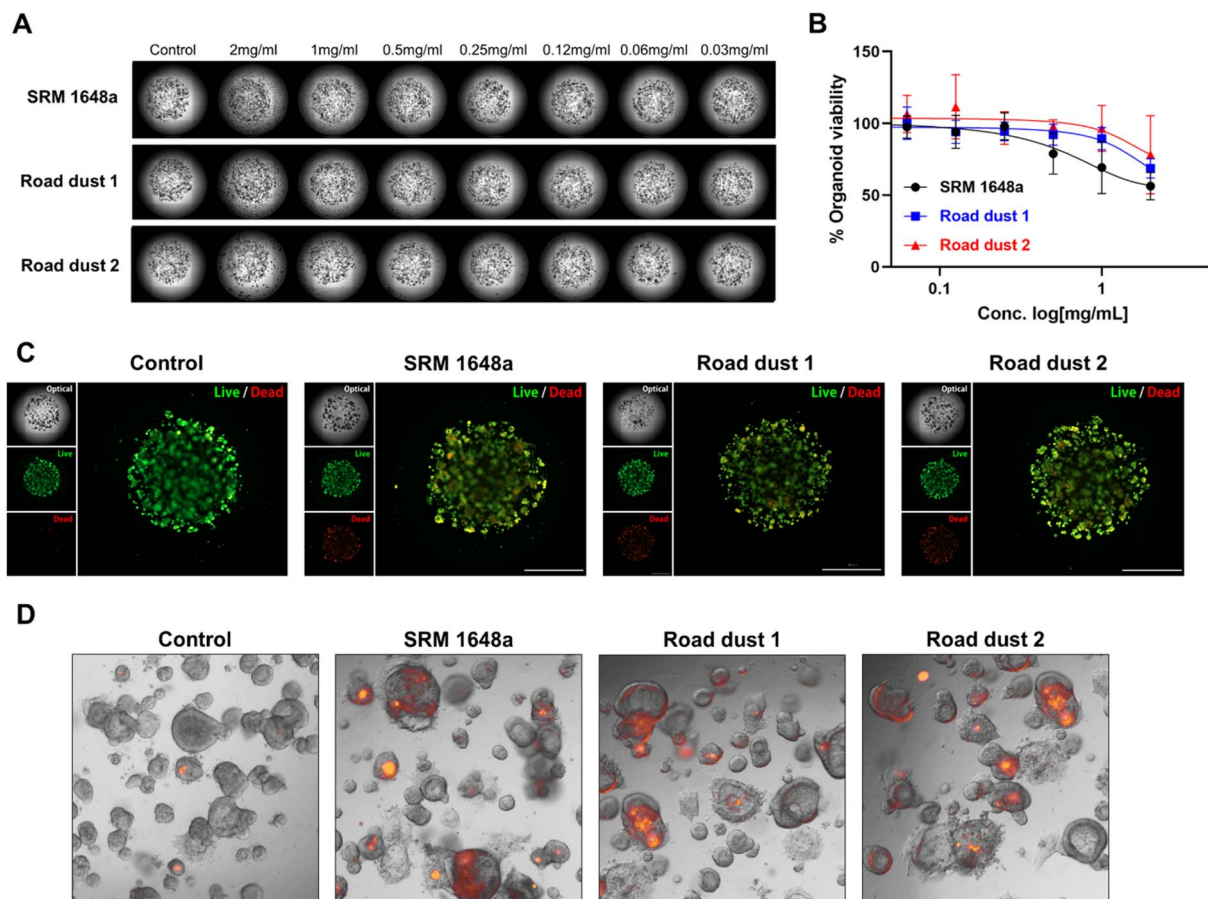 A
Control 2mg/ml 1mg/ml 0.5mg/ml 0.25mg/ml 0.12mg/ml 0.06mg/ml 0.03mg/ml
SRM 1648a
Road dust 1
Road dust 2
B
150
100
50
0
% Organoid viability
SRM 1648a
Road dust 1
Road dust 2
0.1 1
Conc. log[mg/mL]
C
Control SRM 1648a Road dust 1 Road dust 2
Optical
Live
Dead
Live / Dead
Optical
Live
Dead
Live / Dead
Optical
Live
Dead
Live / Dead
Optical
Live
Dead
Live / Dead
D
Control SRM 1648a Road dust 1 Road dust 2